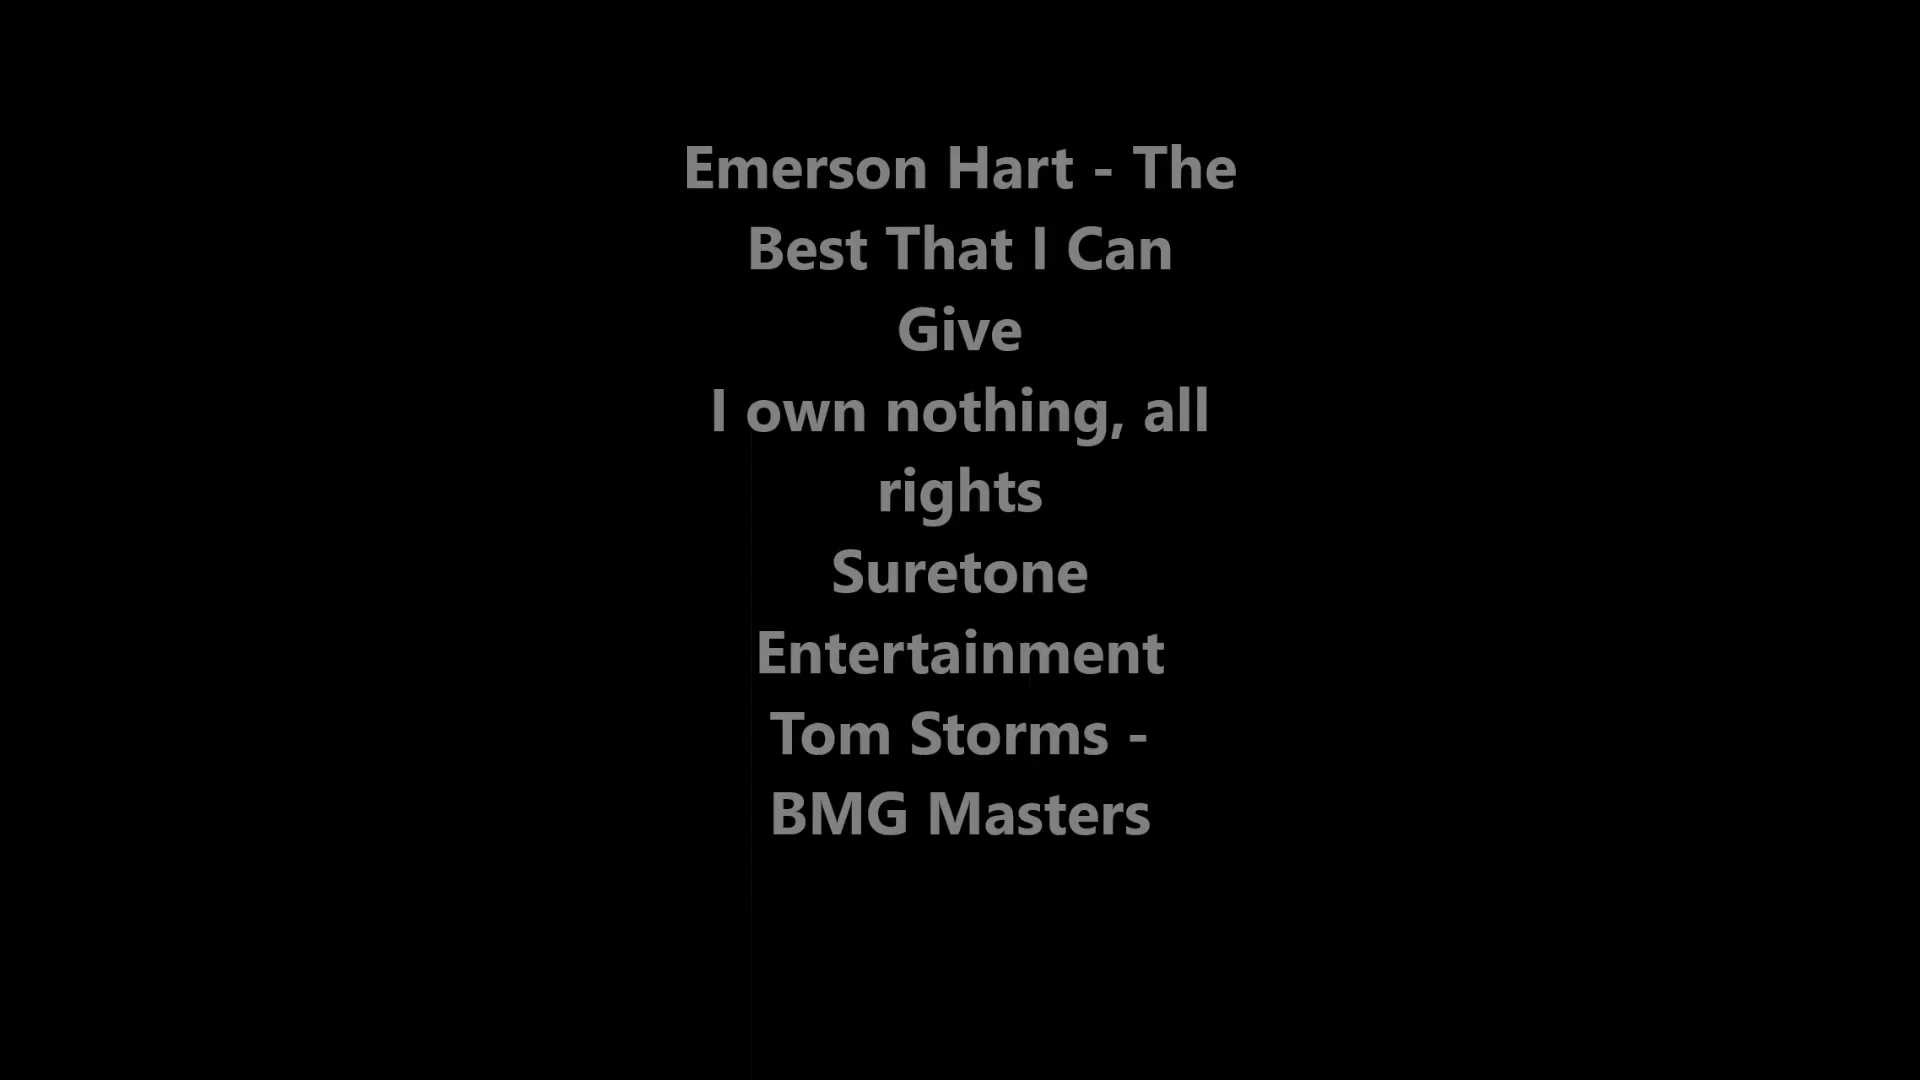 Emerson Hart - The
Best That I Can
Give
I own nothing, all
rights
Suretone
Entertainment
Tom Storms -
BMG Masters